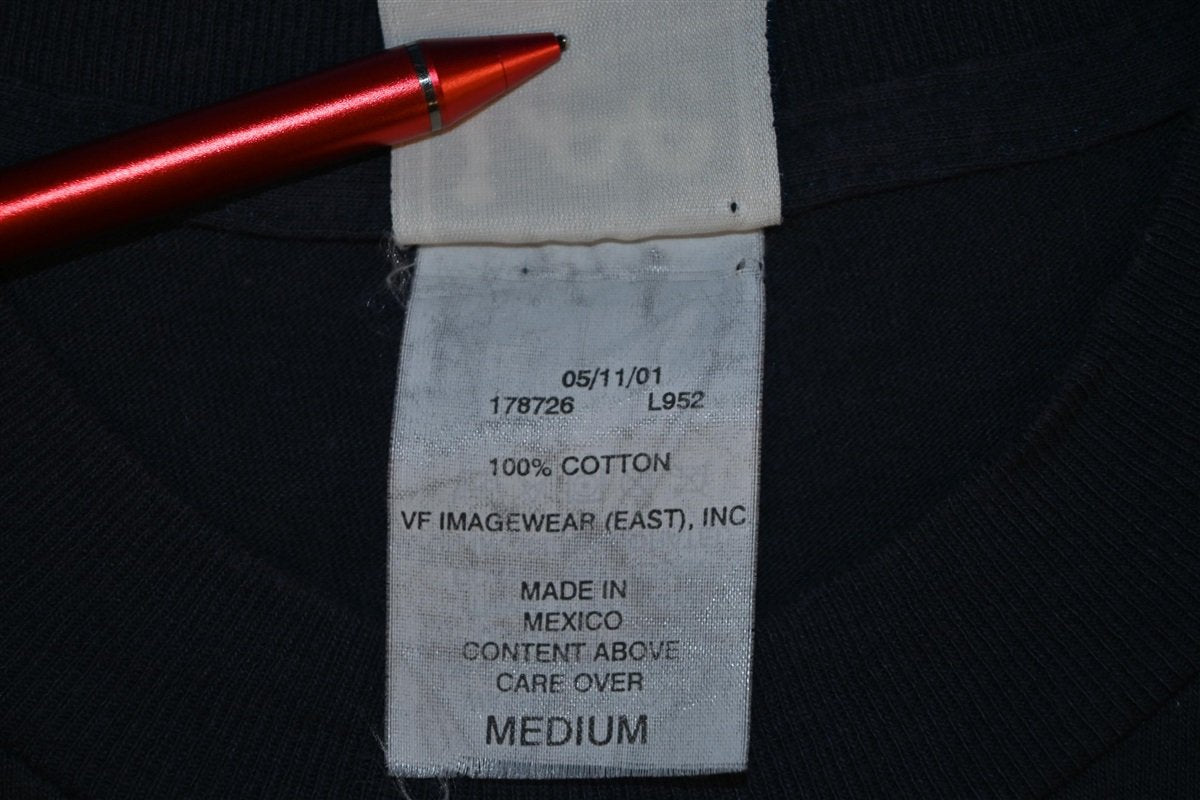 05/11/01
178726 L952
100% COTTON
VF IMAGEWEAR (EAST), INC
MADE IN
MEXICO
CONTENT ABOVE
CARE OVER
MEDIUM